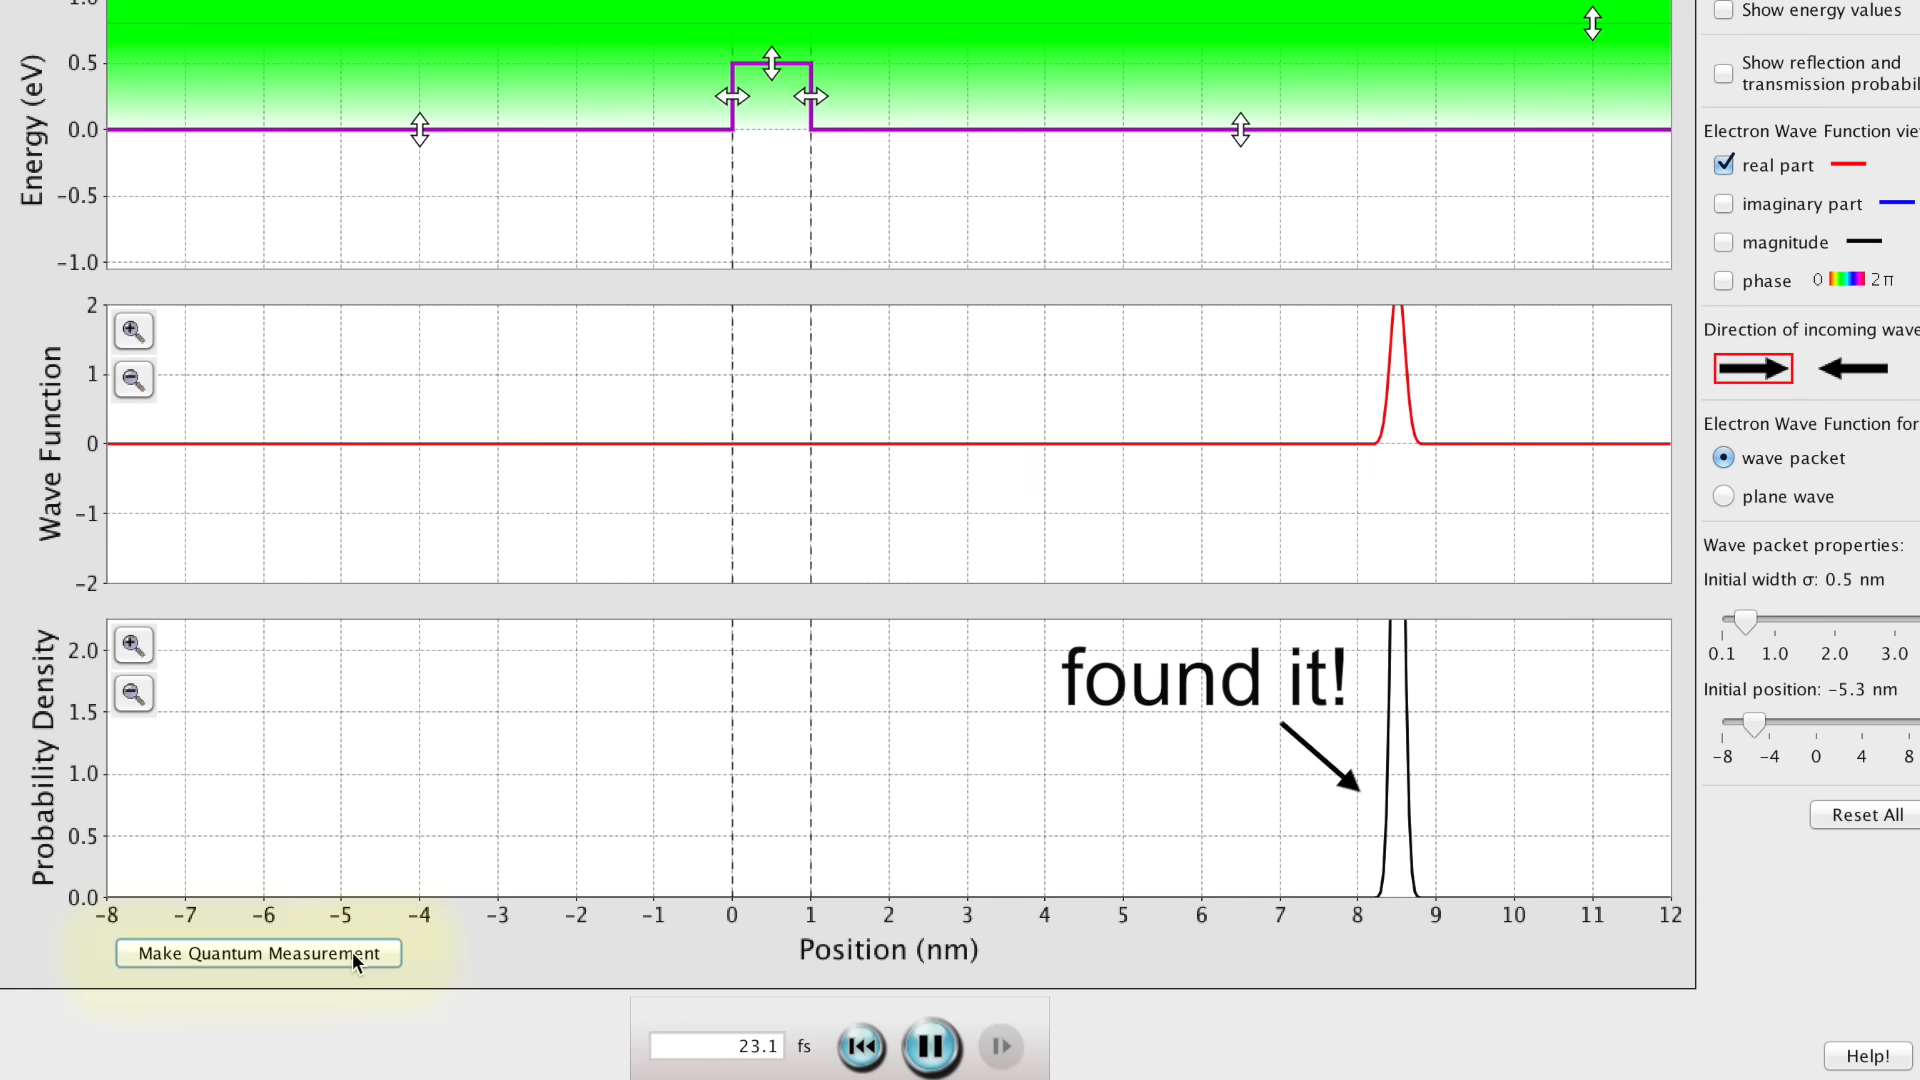 1.0
0.5
0.0
−0.5
−1.0
Energy (eV)
2
1
0
−1
−2
Wave Function
2.0
1.5
1.0
0.5
0.0
Probability Density
found it!
−8 −7 −6 −5 −4 −3 −2 −1 0 1 2 3 4 5 6 7 8 9 10 11 12
Position (nm)
Make Quantum Measurement
23.1 fs
Show energy values
Show reflection and
transmission probabil
Electron Wave Function vie
real part
imaginary part
magnitude
phase 0 2π
Direction of incoming wave
Electron Wave Function for
wave packet
plane wave
Wave packet properties:
Initial width σ: 0.5 nm
0.1 1.0 2.0 3.0
Initial position: −5.3 nm
−8 −4 0 4 8
Reset All
Help!